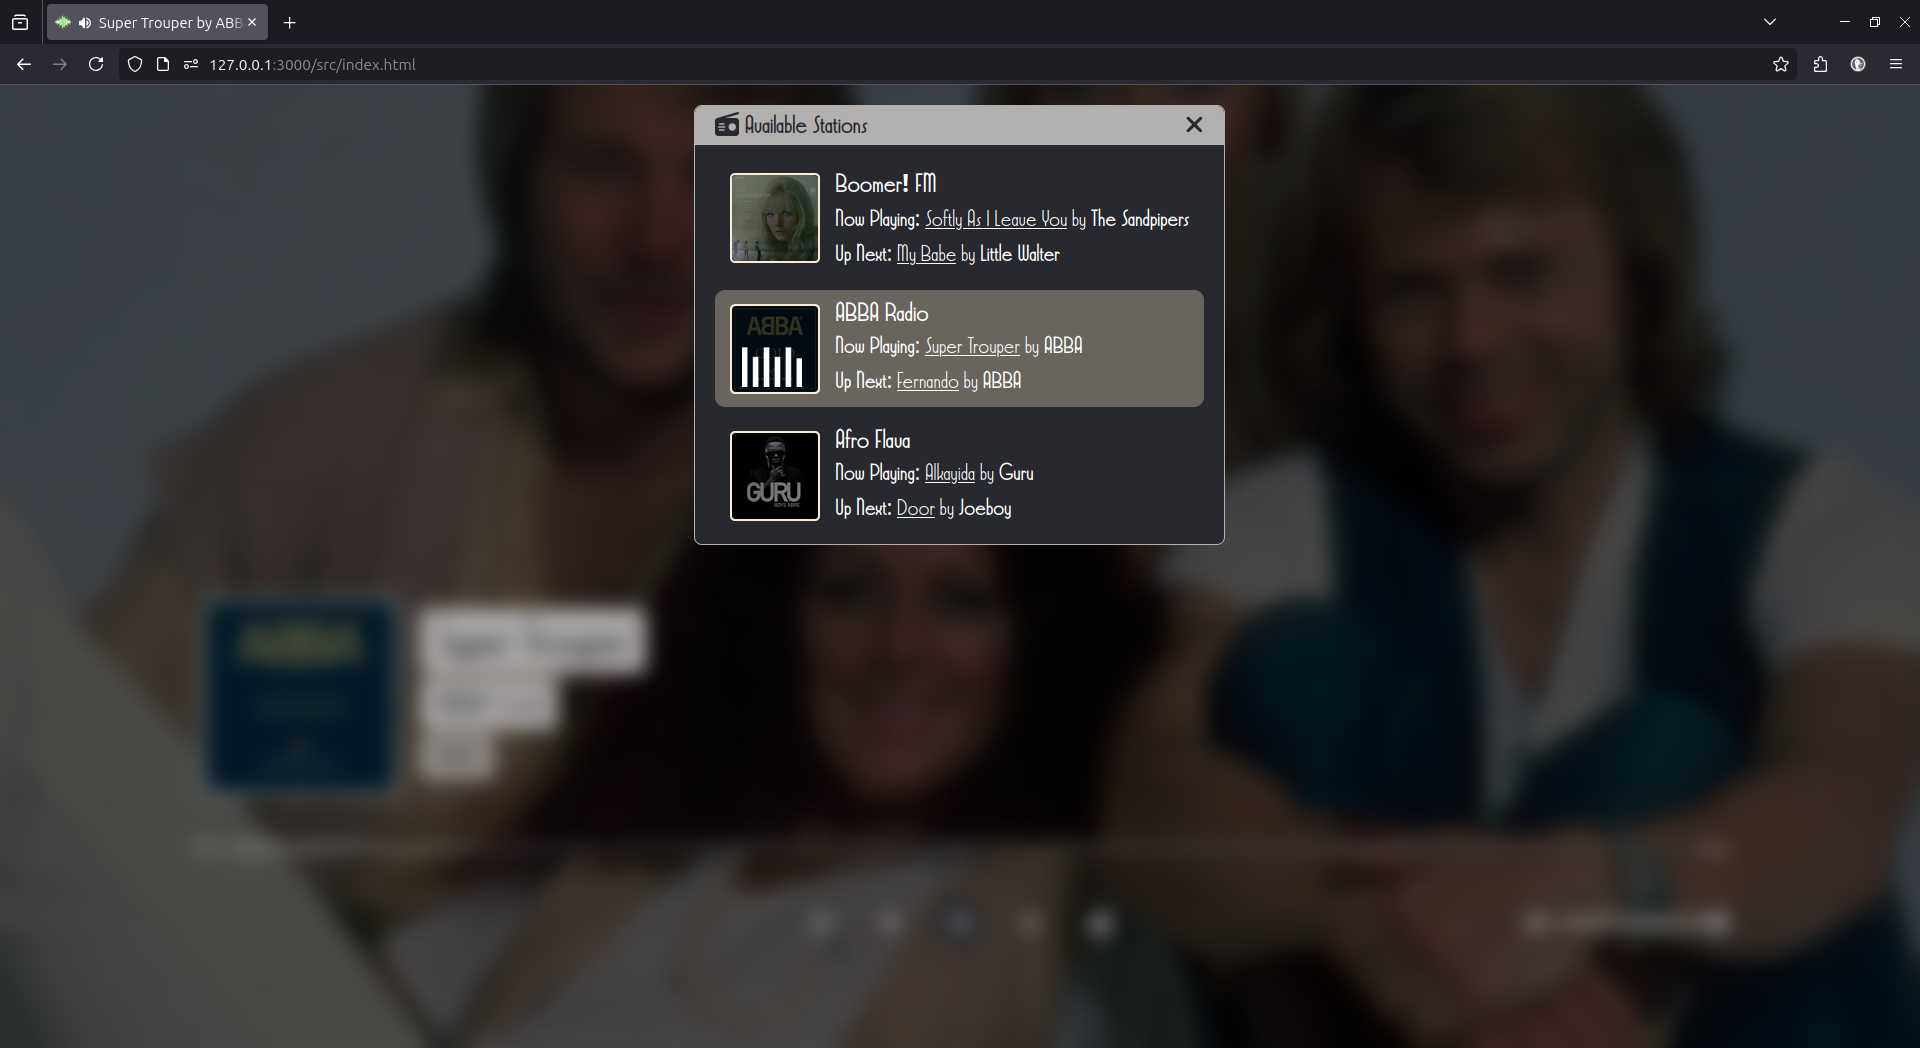 Super Trouper by ABB
127.0.0.1:3000/src/index.html
Available Stations
Boomer! FM
Now Playing: Softly As I Leave You by The Sandpipers
Up Next: My Babe by Little Walter
ABBA
ABBA Radio
Now Playing: Super Trouper by ABBA
Up Next: Fernando by ABBA
GURU
Afro Flava
Now Playing: Alkayida by Guru
Up Next: Door by Joeboy
ABBA
Super Trouper